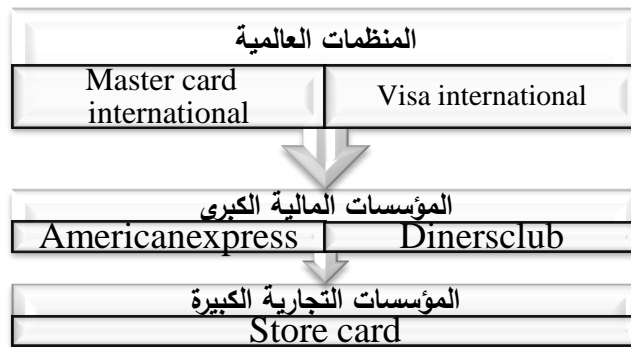 المنظمات العالمية
Visa international
Master card
international
المؤسسات المالية الكبرى
Dinersclub
Americanexpress
المؤسسات التجارية الكبيرة
Store card